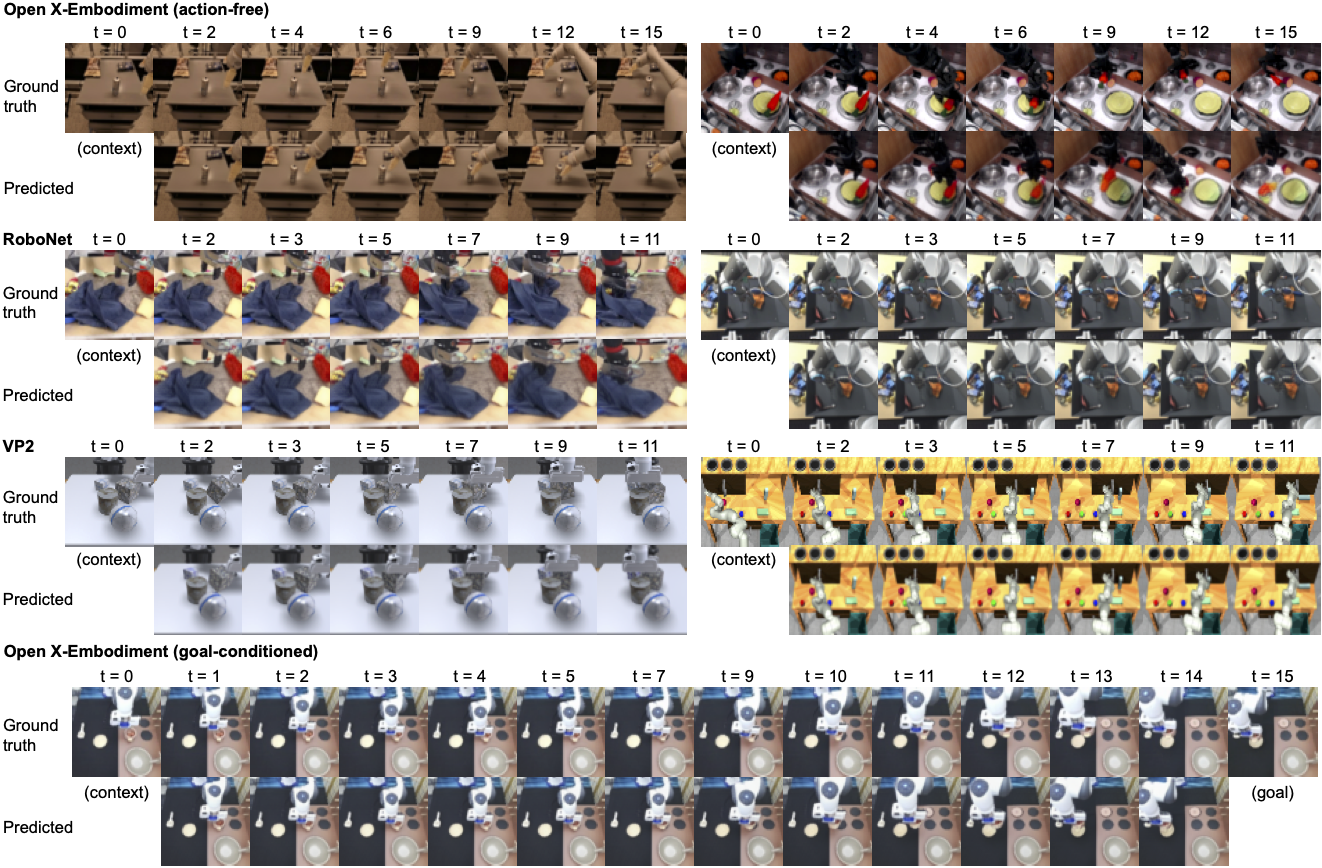 Open X-Embodiment (action-free)
t = 0 t = 2 t = 4 t = 6 t = 9 t = 12 t = 15 t = 0 t = 2 t = 4 t = 6 t = 9 t = 12 t = 15
Ground
truth
(context) (context)
Predicted
RoboNet t = 0 t = 2 t = 3 t = 5 t = 7 t = 9 t = 11 t = 0 t = 2 t = 3 t = 5 t = 7 t = 9 t = 11
Ground
truth
(context) (context)
Predicted
VP2 t = 0 t = 2 t = 3 t = 5 t = 7 t = 9 t = 11 t = 0 t = 2 t = 3 t = 5 t = 7 t = 9 t = 11
Ground
truth
(context) (context)
Predicted
Open X-Embodiment (goal-conditioned)
t = 0 t = 1 t = 2 t = 3 t = 4 t = 5 t = 7 t = 9 t = 10 t = 11 t = 12 t = 13 t = 14 t = 15
Ground
truth
(context) (goal)
Predicted